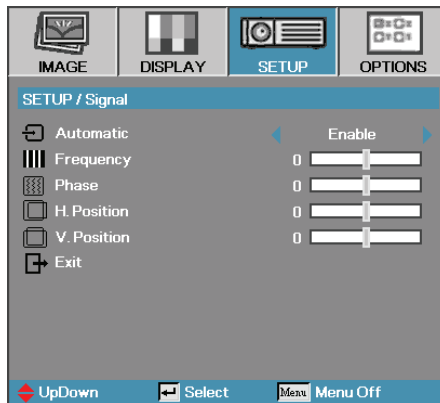 IMAGE DISPLAY SETUP OPTIONS
SETUP / Signal
Automatic Enable
Frequency 0
Phase 0
H. Position 0
V. Position 0
Exit
UpDown Select Menu Menu Off